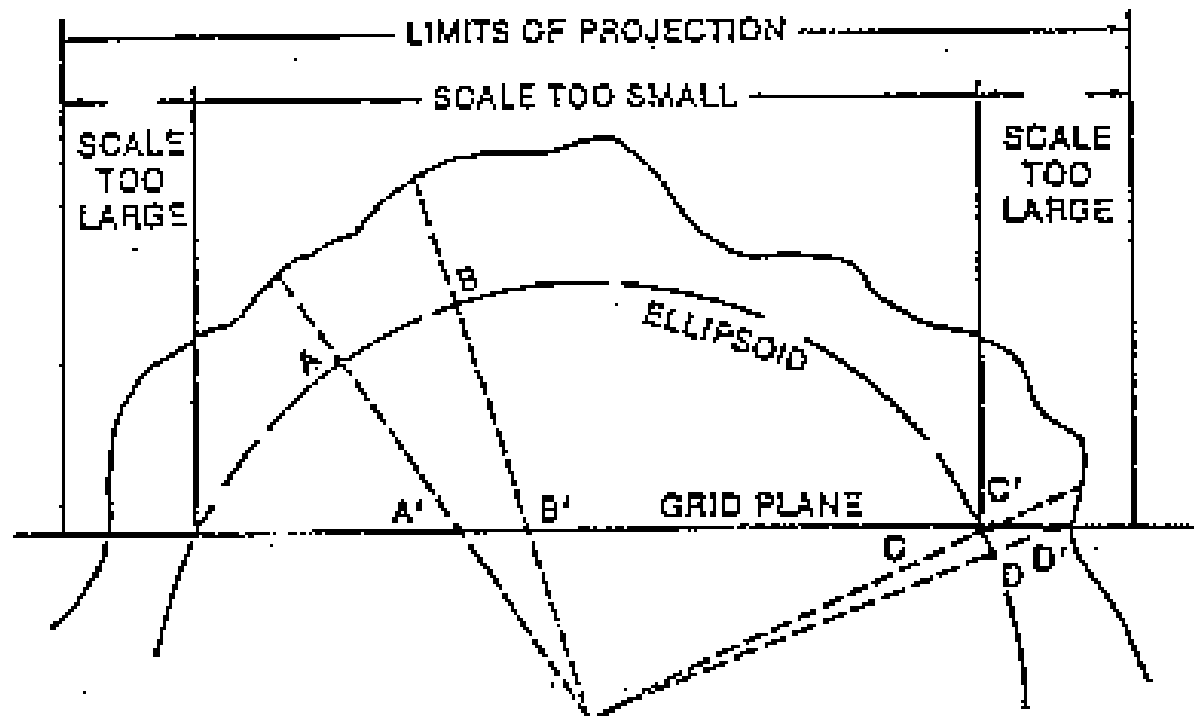 LIMITS OF PROJECTION
SCALE TOO SMALL
SCALE
TOO
LARGE
SCALE
TOO
LARGE
B
ELLIPSOID
A
C'
A'
B'
GRID PLANE
C
D
D'